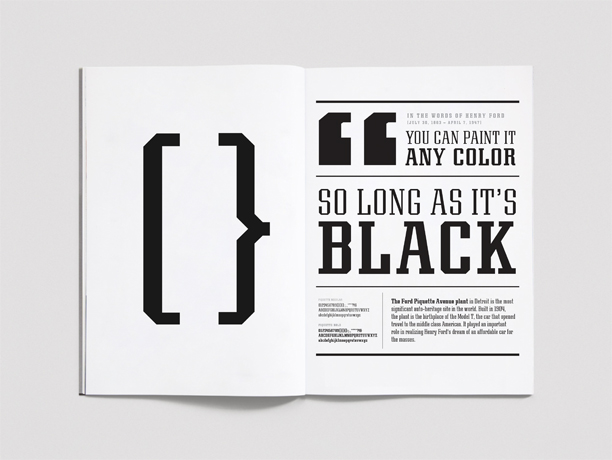 [ }
IN THE WORDS OF HENRY FORD
(JULY 30, 1863 – APRIL 7, 1947)
“
YOU CAN PAINT IT
ANY COLOR
SO LONG AS IT’S
BLACK
ABCDEFGHIJKLMNOPQRSTUVWXYZ
abcdefghijklmnopqrstuvwxyz
ABCDEFGHIJKLMNOPQRSTUVWXYZ
abcdefghijklmnopqrstuvwxyz
The Ford Piquette Avenue plant in Detroit is the most
significant auto-heritage site in the world. Built in 1904,
the plant is the birthplace of the Model T, the car that opened
travel to the middle class American. It played an important
role in realizing Henry Ford’s dream of an affordable car for
the masses.